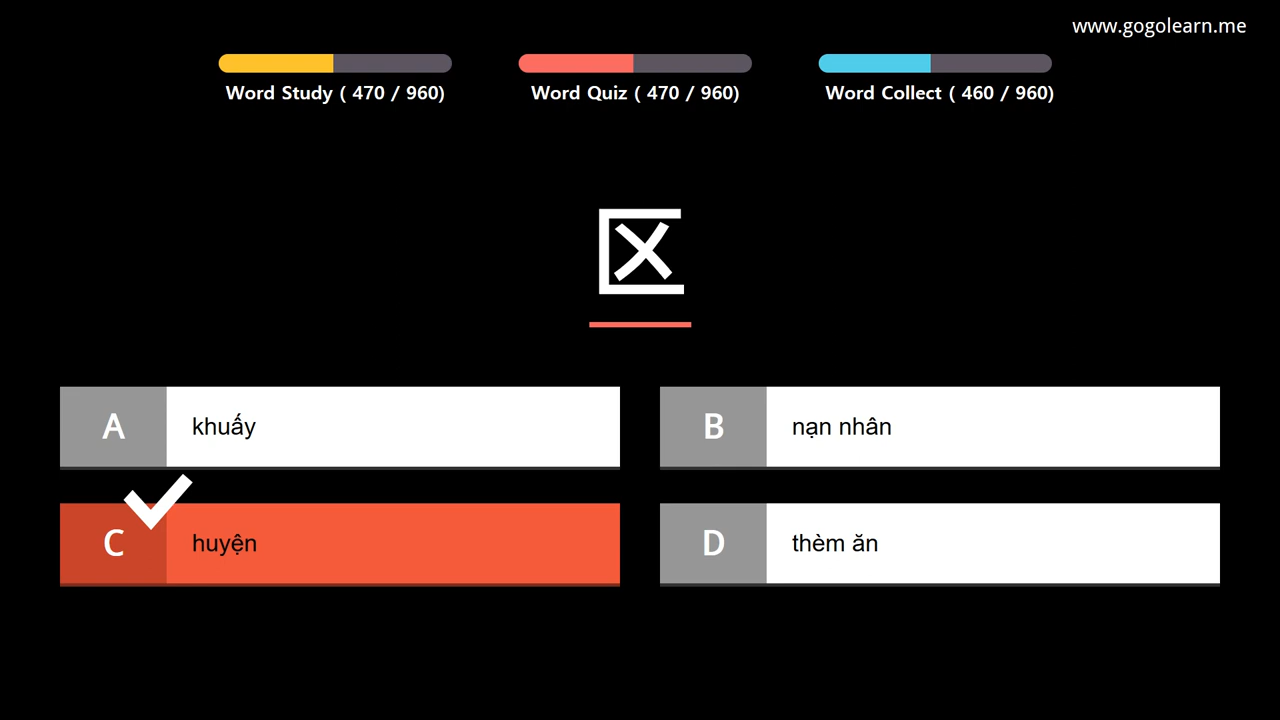 www.gogolearn.me
Word Study ( 470 / 960)
Word Quiz ( 470 / 960)
Word Collect ( 460 / 960)
区
A khuấy
B nạn nhân
C huyện
D thèm ăn